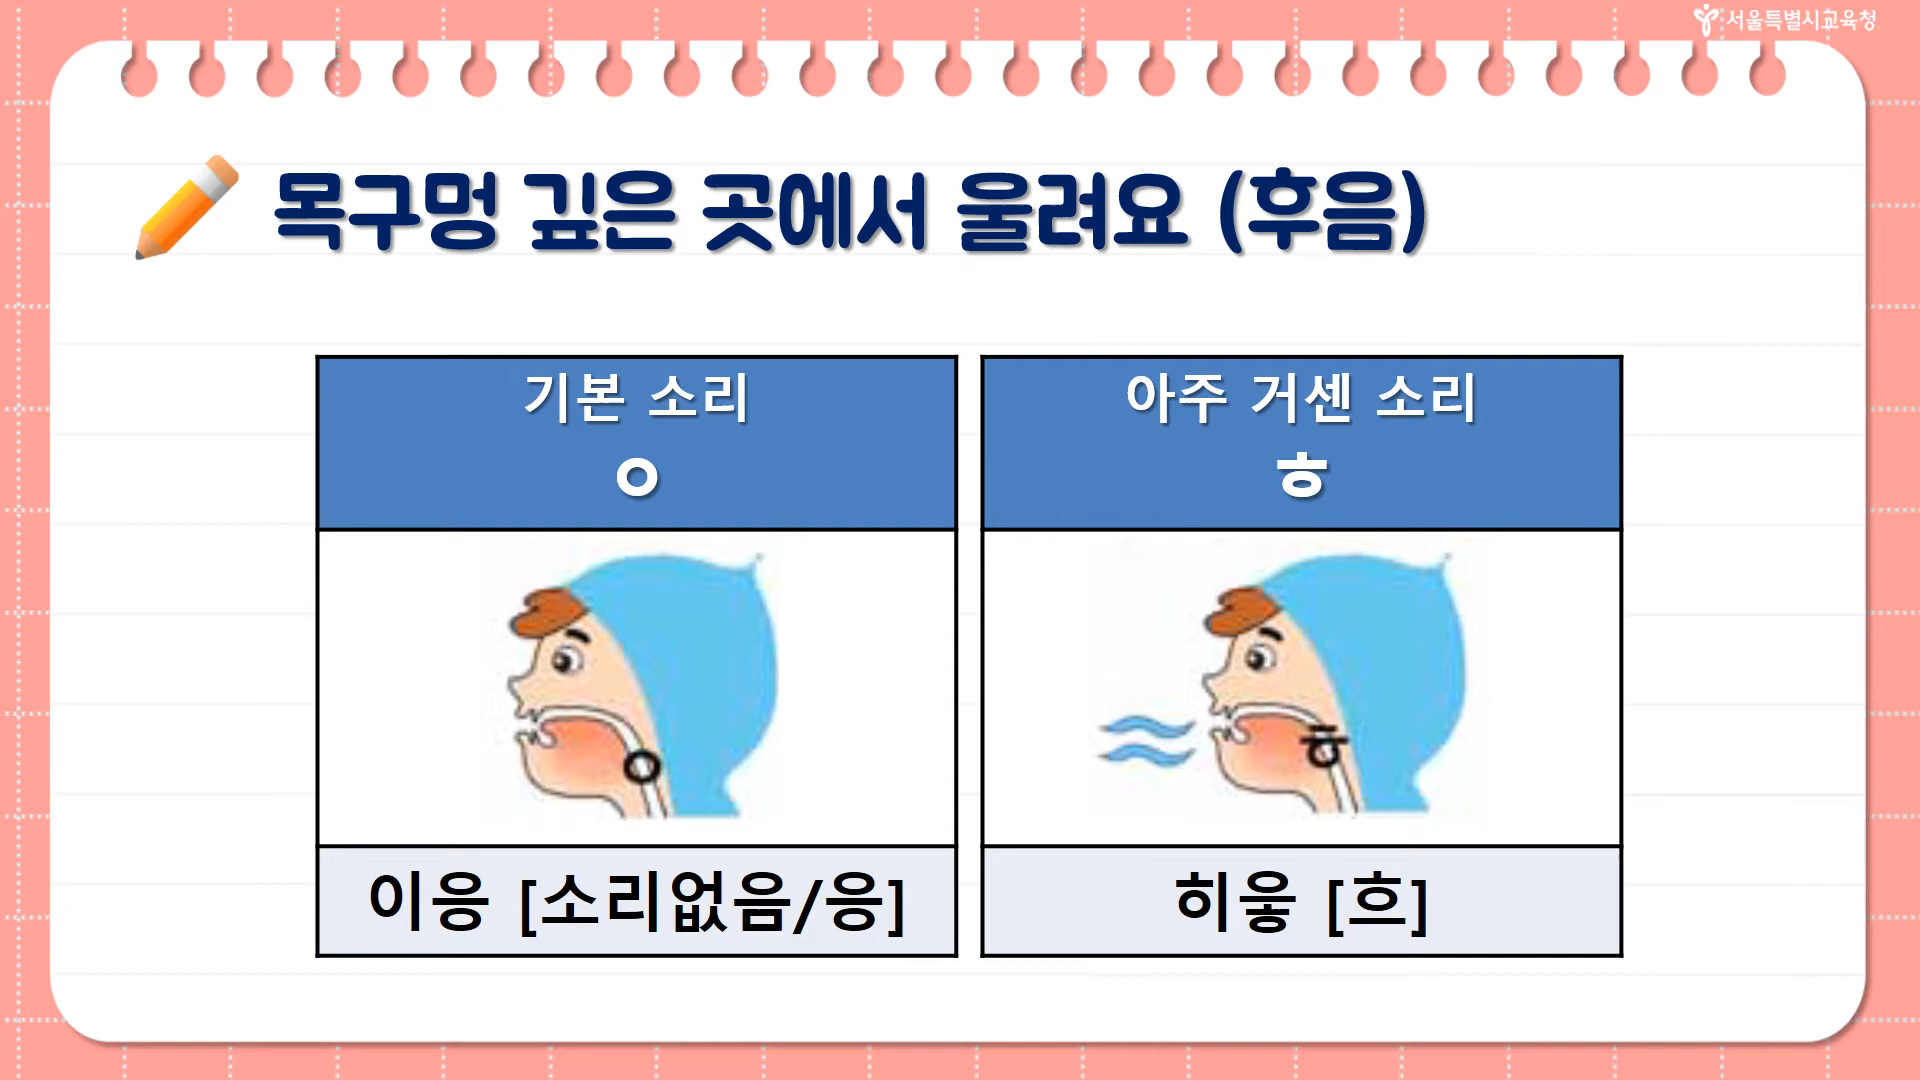 서울특별시교육청
목구멍 깊은 곳에서 울려요 (후음)
기본 소리
ㅇ
아주 거센 소리
ㅎ
ㅇ
ㅎ
이응 [소리없음/응]
히읗 [흐]